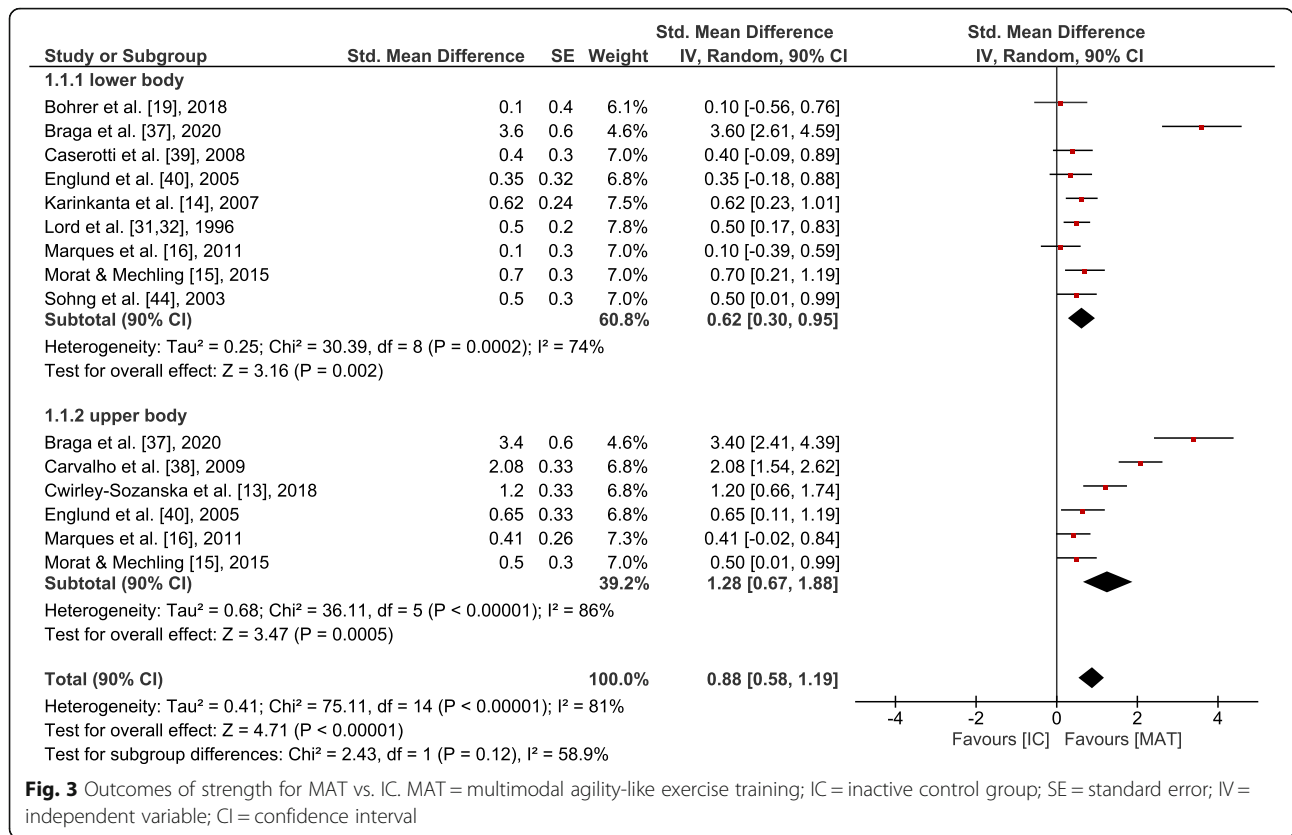 Std. Mean Difference Std. Mean Difference
Study or Subgroup Std. Mean Difference SE Weight IV, Random, 90% CI IV, Random, 90% CI
1.1.1 lower body
Bohrer et al. [19], 2018 0.1 0.4 6.1% 0.10 [-0.56, 0.76]
Braga et al. [37], 2020 3.6 0.6 4.6% 3.60 [2.61, 4.59]
Caserotti et al. [39], 2008 0.4 0.3 7.0% 0.40 [-0.09, 0.89]
Englund et al. [40], 2005 0.35 0.32 6.8% 0.35 [-0.18, 0.88]
Karinkanta et al. [14], 2007 0.62 0.24 7.5% 0.62 [0.23, 1.01]
Lord et al. [31,32], 1996 0.5 0.2 7.8% 0.50 [0.17, 0.83]
Marques et al. [16], 2011 0.1 0.3 7.0% 0.10 [-0.39, 0.59]
Morat & Mechling [15], 2015 0.7 0.3 7.0% 0.70 [0.21, 1.19]
Sohng et al. [44], 2003 0.5 0.3 7.0% 0.50 [0.01, 0.99]
Subtotal (90% CI) 60.8% 0.62 [0.30, 0.95]
Heterogeneity: Tau² = 0.25; Chi² = 30.39, df = 8 (P = 0.0002); I² = 74%
Test for overall effect: Z = 3.16 (P = 0.002)
1.1.2 upper body
Braga et al. [37], 2020 3.4 0.6 4.6% 3.40 [2.41, 4.39]
Carvalho et al. [38], 2009 2.08 0.33 6.8% 2.08 [1.54, 2.62]
Cwirley-Sozanska et al. [13], 2018 1.2 0.33 6.8% 1.20 [0.66, 1.74]
Englund et al. [40], 2005 0.65 0.33 6.8% 0.65 [0.11, 1.19]
Marques et al. [16], 2011 0.41 0.26 7.3% 0.41 [-0.02, 0.84]
Morat & Mechling [15], 2015 0.5 0.3 7.0% 0.50 [0.01, 0.99]
Subtotal (90% CI) 39.2% 1.28 [0.67, 1.88]
Heterogeneity: Tau² = 0.68; Chi² = 36.11, df = 5 (P < 0.00001); I² = 86%
Test for overall effect: Z = 3.47 (P = 0.0005)
Total (90% CI) 100.0% 0.88 [0.58, 1.19]
Heterogeneity: Tau² = 0.41; Chi² = 75.11, df = 14 (P < 0.00001); I² = 81%
Test for overall effect: Z = 4.71 (P < 0.00001)
Test for subgroup differences: Chi² = 2.43, df = 1 (P = 0.12), I² = 58.9%
-4 -2 0 2 4
Favours [IC] Favours [MAT]
Fig. 3 Outcomes of strength for MAT vs. IC. MAT = multimodal agility-like exercise training; IC = inactive control group; SE = standard error; IV =
independent variable; CI = confidence interval